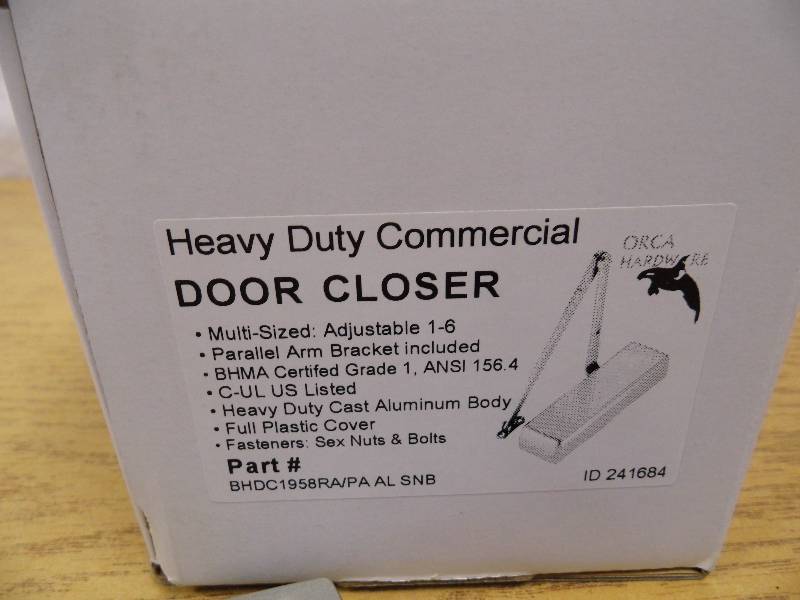 Heavy Duty Commercial
DOOR CLOSER
ORCA
HARDWARE
• Multi-Sized: Adjustable 1-6
• Parallel Arm Bracket included
• BHMA Certifed Grade 1, ANSI 156.4
• C-UL US Listed
• Heavy Duty Cast Aluminum Body
• Full Plastic Cover
• Fasteners: Sex Nuts & Bolts
Part #
BHDC1958RA/PA AL SNB
ID 241684